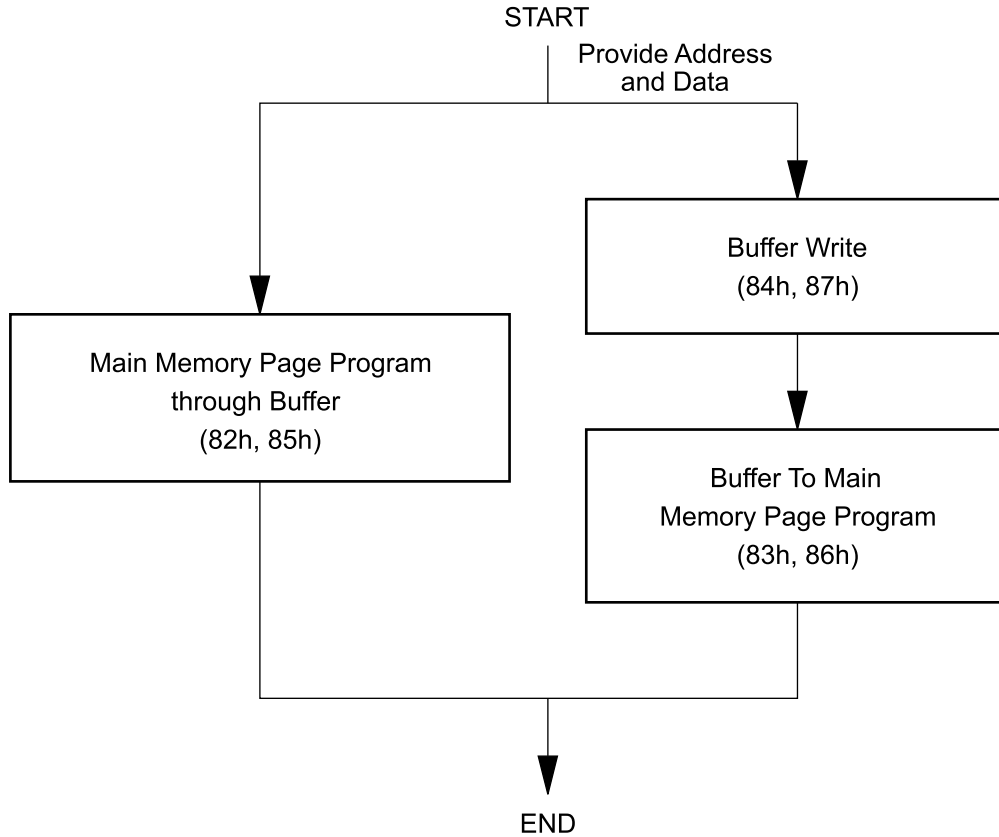 START
Provide Address
and Data
Buffer Write
(84h, 87h)
Main Memory Page Program
through Buffer
(82h, 85h)
Buffer To Main
Memory Page Program
(83h, 86h)
END